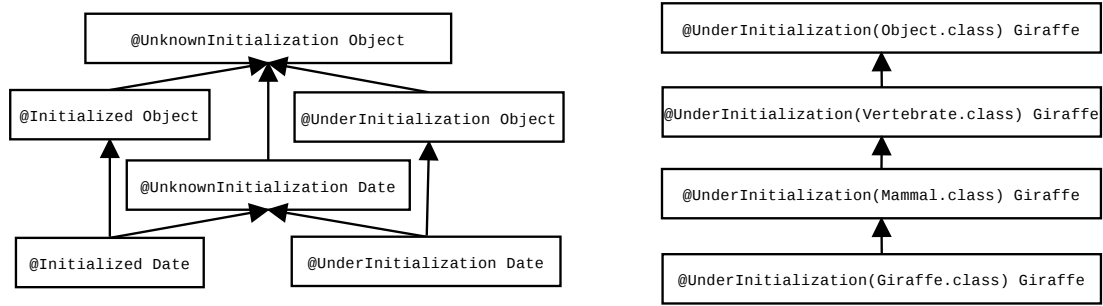 @UnknownInitialization Object
@Initialized Object
@UnderInitialization Object
@UnknownInitialization Date
@Initialized Date
@UnderInitialization Date
@UnderInitialization(Object.class) Giraffe
@UnderInitialization(Vertebrate.class) Giraffe
@UnderInitialization(Mammal.class) Giraffe
@UnderInitialization(Giraffe.class) Giraffe